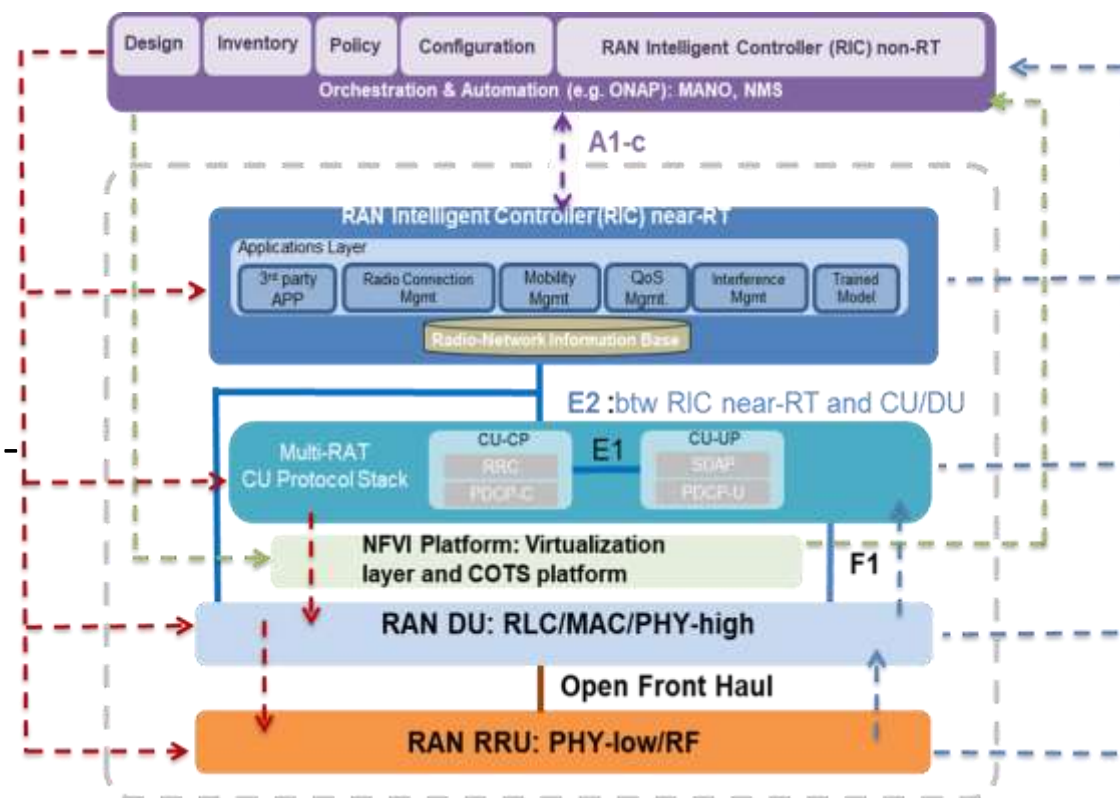 Design Inventory Policy Configuration RAN Intelligent Controller (RIC) non-RT
Orchestration & Automation (e.g. ONAP): MANO, NMS
A1-c
RAN Intelligent Controller(RIC) near-RT
Applications Layer
3rd party
APP
Radio Connection
Mgmt
Mobility
Mgmt
QoS
Mgmt.
Interference
Mgmt
Trained
Model
Radio-Network Information Base
E2 :btw RIC near-RT and CU/DU
Multi-RAT
CU Protocol Stack
CU-CP
RRC
PDCP-C
E1
CU-UP
SDAP
PDCP-U
NFVI Platform: Virtualization
layer and COTS platform
F1
RAN DU: RLC/MAC/PHY-high
Open Front Haul
RAN RRU: PHY-low/RF